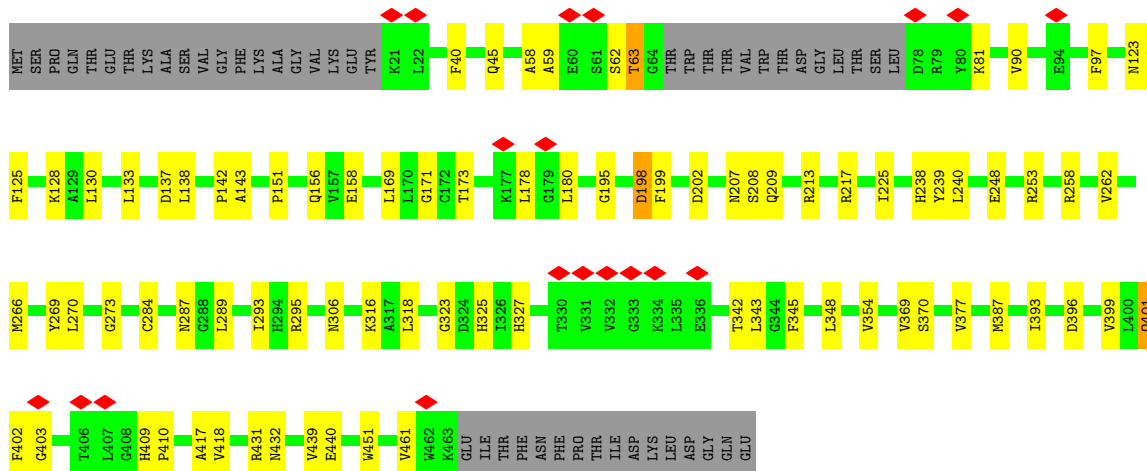 MET SER PRO GLN THR GLU THR LYS ALA SER VAL GLY PHE LYS ALA GLY VAL LYS GLU TYR K21 L22 F40 Q45 A58 A59 E60 S61 S62 T63 G64 THR TRP THR THR VAL TRP THR ASP GLY LEU THR SER LEU D78 R79 Y80 K81 V90 E94 F97 N123
F125 K128 A129 L130 L133 D137 L138 P142 A143 P151 Q156 V157 E158 L169 L170 G171 C172 T173 K177 L178 G179 L180 G195 D198 F199 D202 N207 S208 Q209 R213 R217 I225 H238 Y239 L240 E248 R253 R258 V262
M266 Y269 L270 G273 C284 N287 G288 L289 I293 H294 R295 N306 K316 A317 L318 G323 D324 H325 I326 H327 T330 V331 V332 G333 K334 L335 E336 T342 L343 G344 F345 L348 V354 V369 S370 V377 M387 I393 D396 V399 L400
F402 G403 T406 L407 G408 H409 P410 A417 V418 R431 N432 V439 E440 W451 V461 W462 K463 GLU ILE THR PHE ASN PHE PRO THR ILE ASP LYS LEU ASP GLY GLN GLU